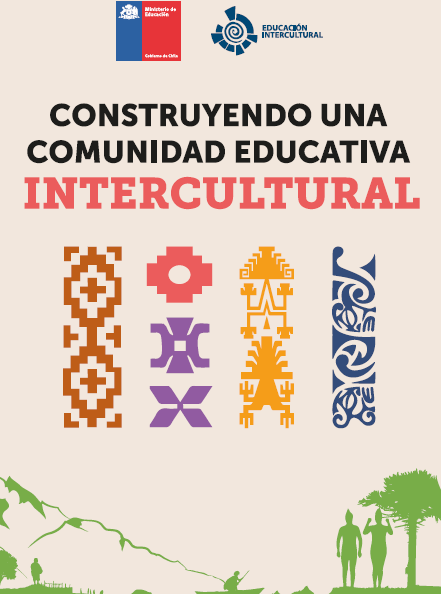 Ministerio de
Educación
Gobierno de Chile
EDUCACIÓN
INTERCULTURAL
CONSTRUYENDO UNA
COMUNIDAD EDUCATIVA
INTERCULTURAL